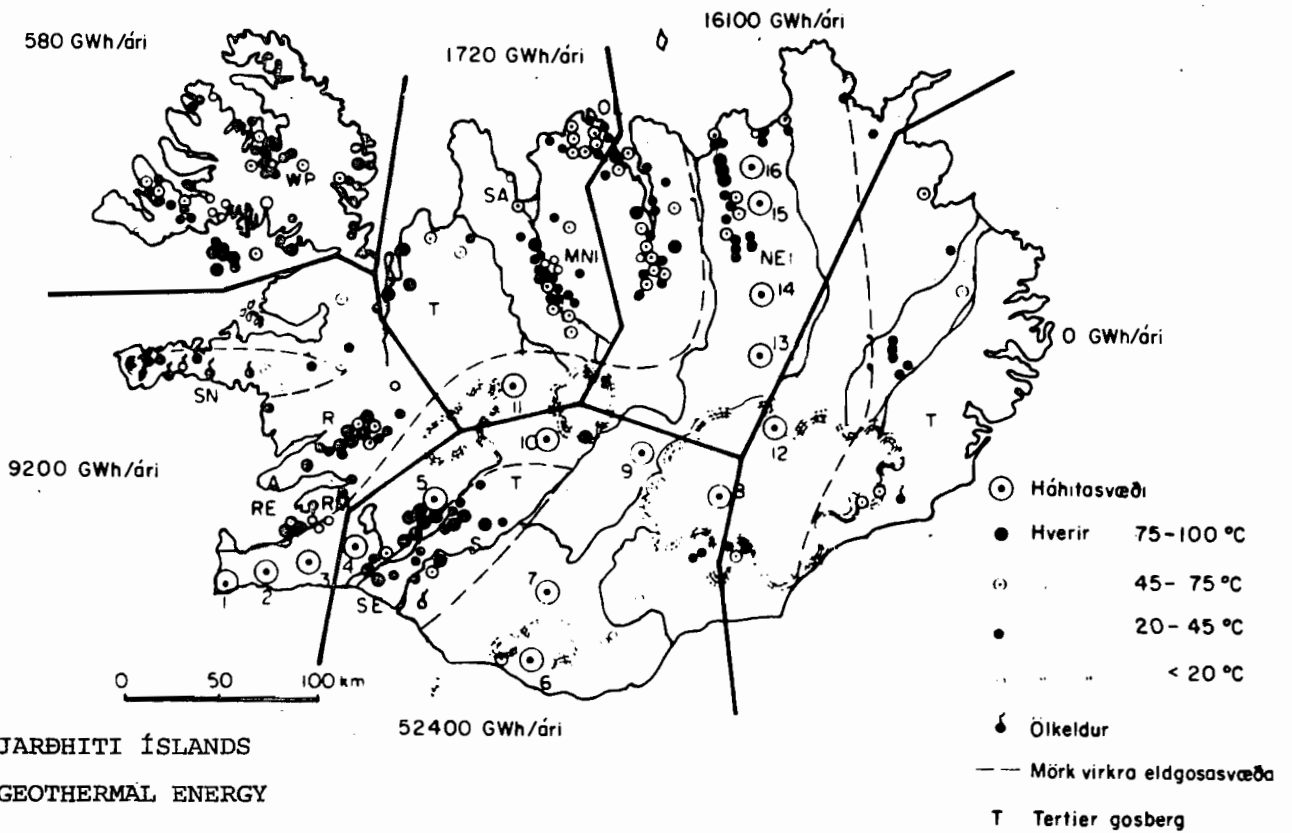 580 GWh/ári
1720 GWh/ári
16100 GWh/ári
WP
SA
MNI
NEI
16
15
14
13
T
0 GWh/ári
SN
R
11
10
9
12
8
T
9200 GWh/ári
A
RE
R
5
T
S
4
3
2
1
7
SE
6
0 50 100 km
52400 GWh/ári
JARÐHITI ÍSLANDS
GEOTHERMAL ENERGY
Háhitasvæði
Hverir 75-100 °C
45-75 °C
20-45 °C
" " < 20 °C
Ölkeldur
Mörk virkra eldgosasvæða
T Tertier gosberg